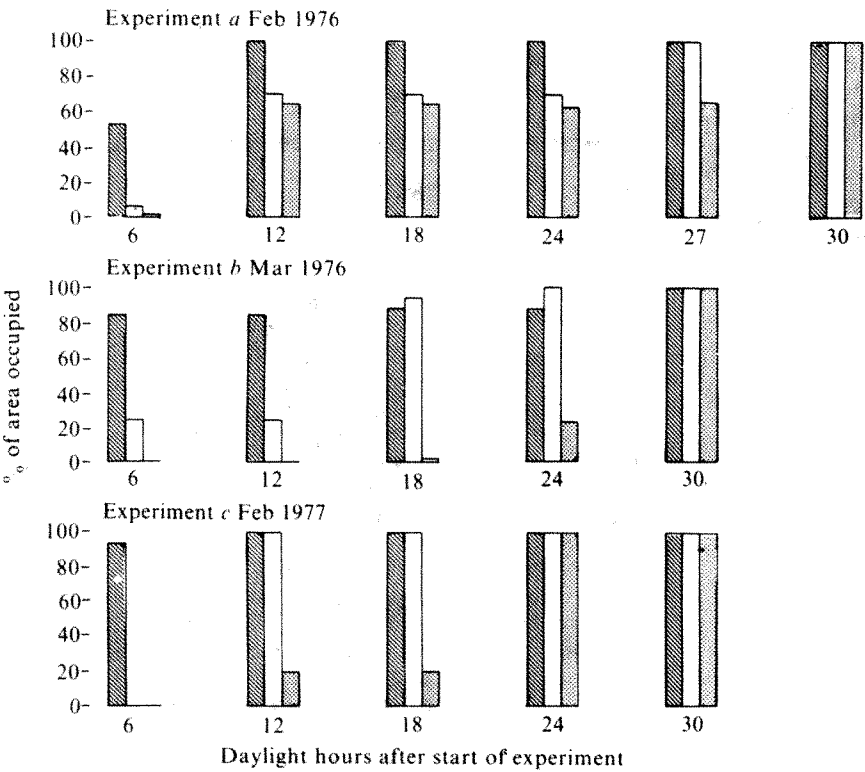 Experiment a Feb 1976
100-
80-
60-
40-
20-
0-
6 12 18 24 27 30
Experiment b Mar 1976
100-
80-
60-
40-
20-
0-
6 12 18 24 30
Experiment c Feb 1977
100-
80-
60-
40-
20-
0-
6 12 18 24 30
% of area occupied
Daylight hours after start of experiment